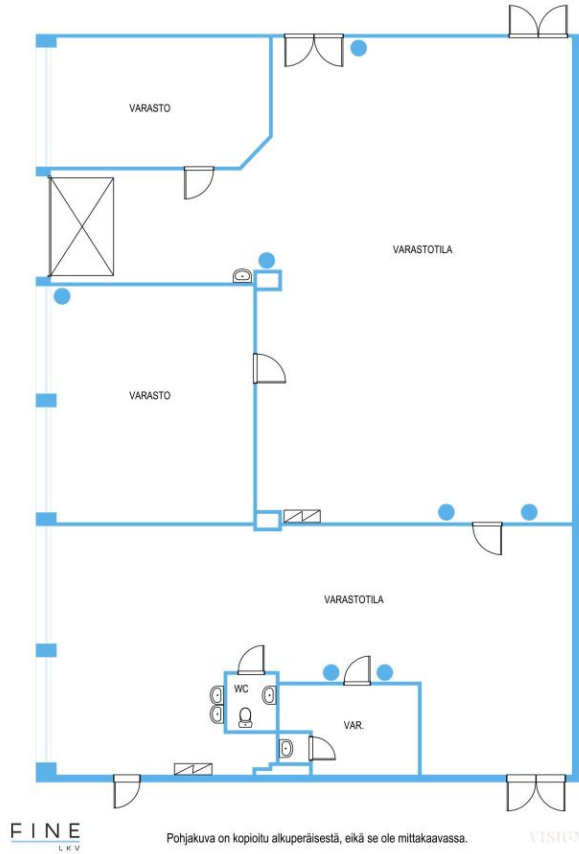 VARASTO
VARASTOTILA
VARASTO
VARASTOTILA
WC
VAR.
FINE
LKV
Pohjakuva on kopioitu alkuperäisestä, eikä se ole mittakaavassa.